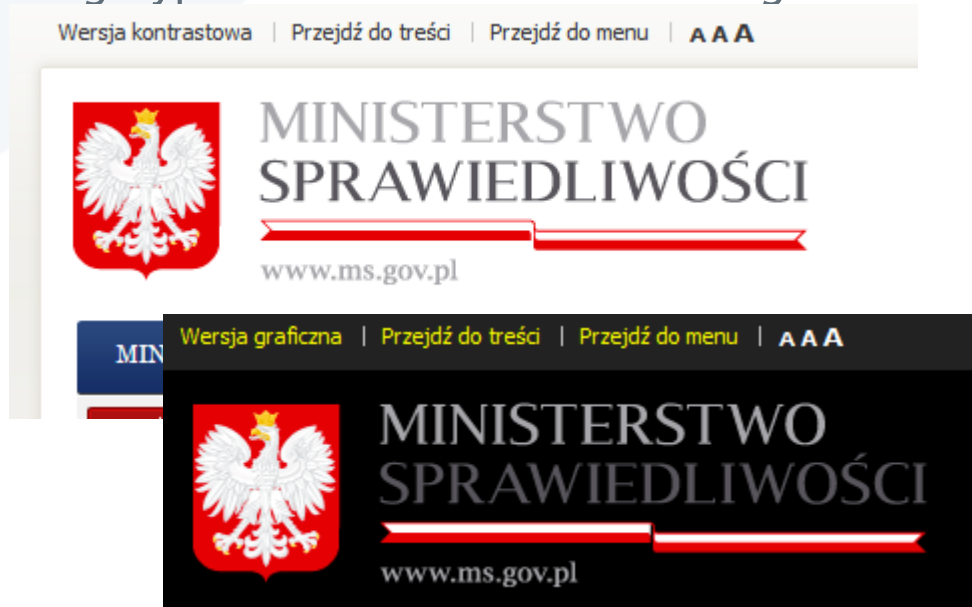 Wersja kontrastowa | Przejdź do treści | Przejdź do menu | A A A
MINISTERSTWO
SPRAWIEDLIWOŚCI
www.ms.gov.pl
MIN
Wersja graficzna | Przejdź do treści | Przejdź do menu | A A A
MINISTERSTWO
SPRAWIEDLIWOŚCI
www.ms.gov.pl